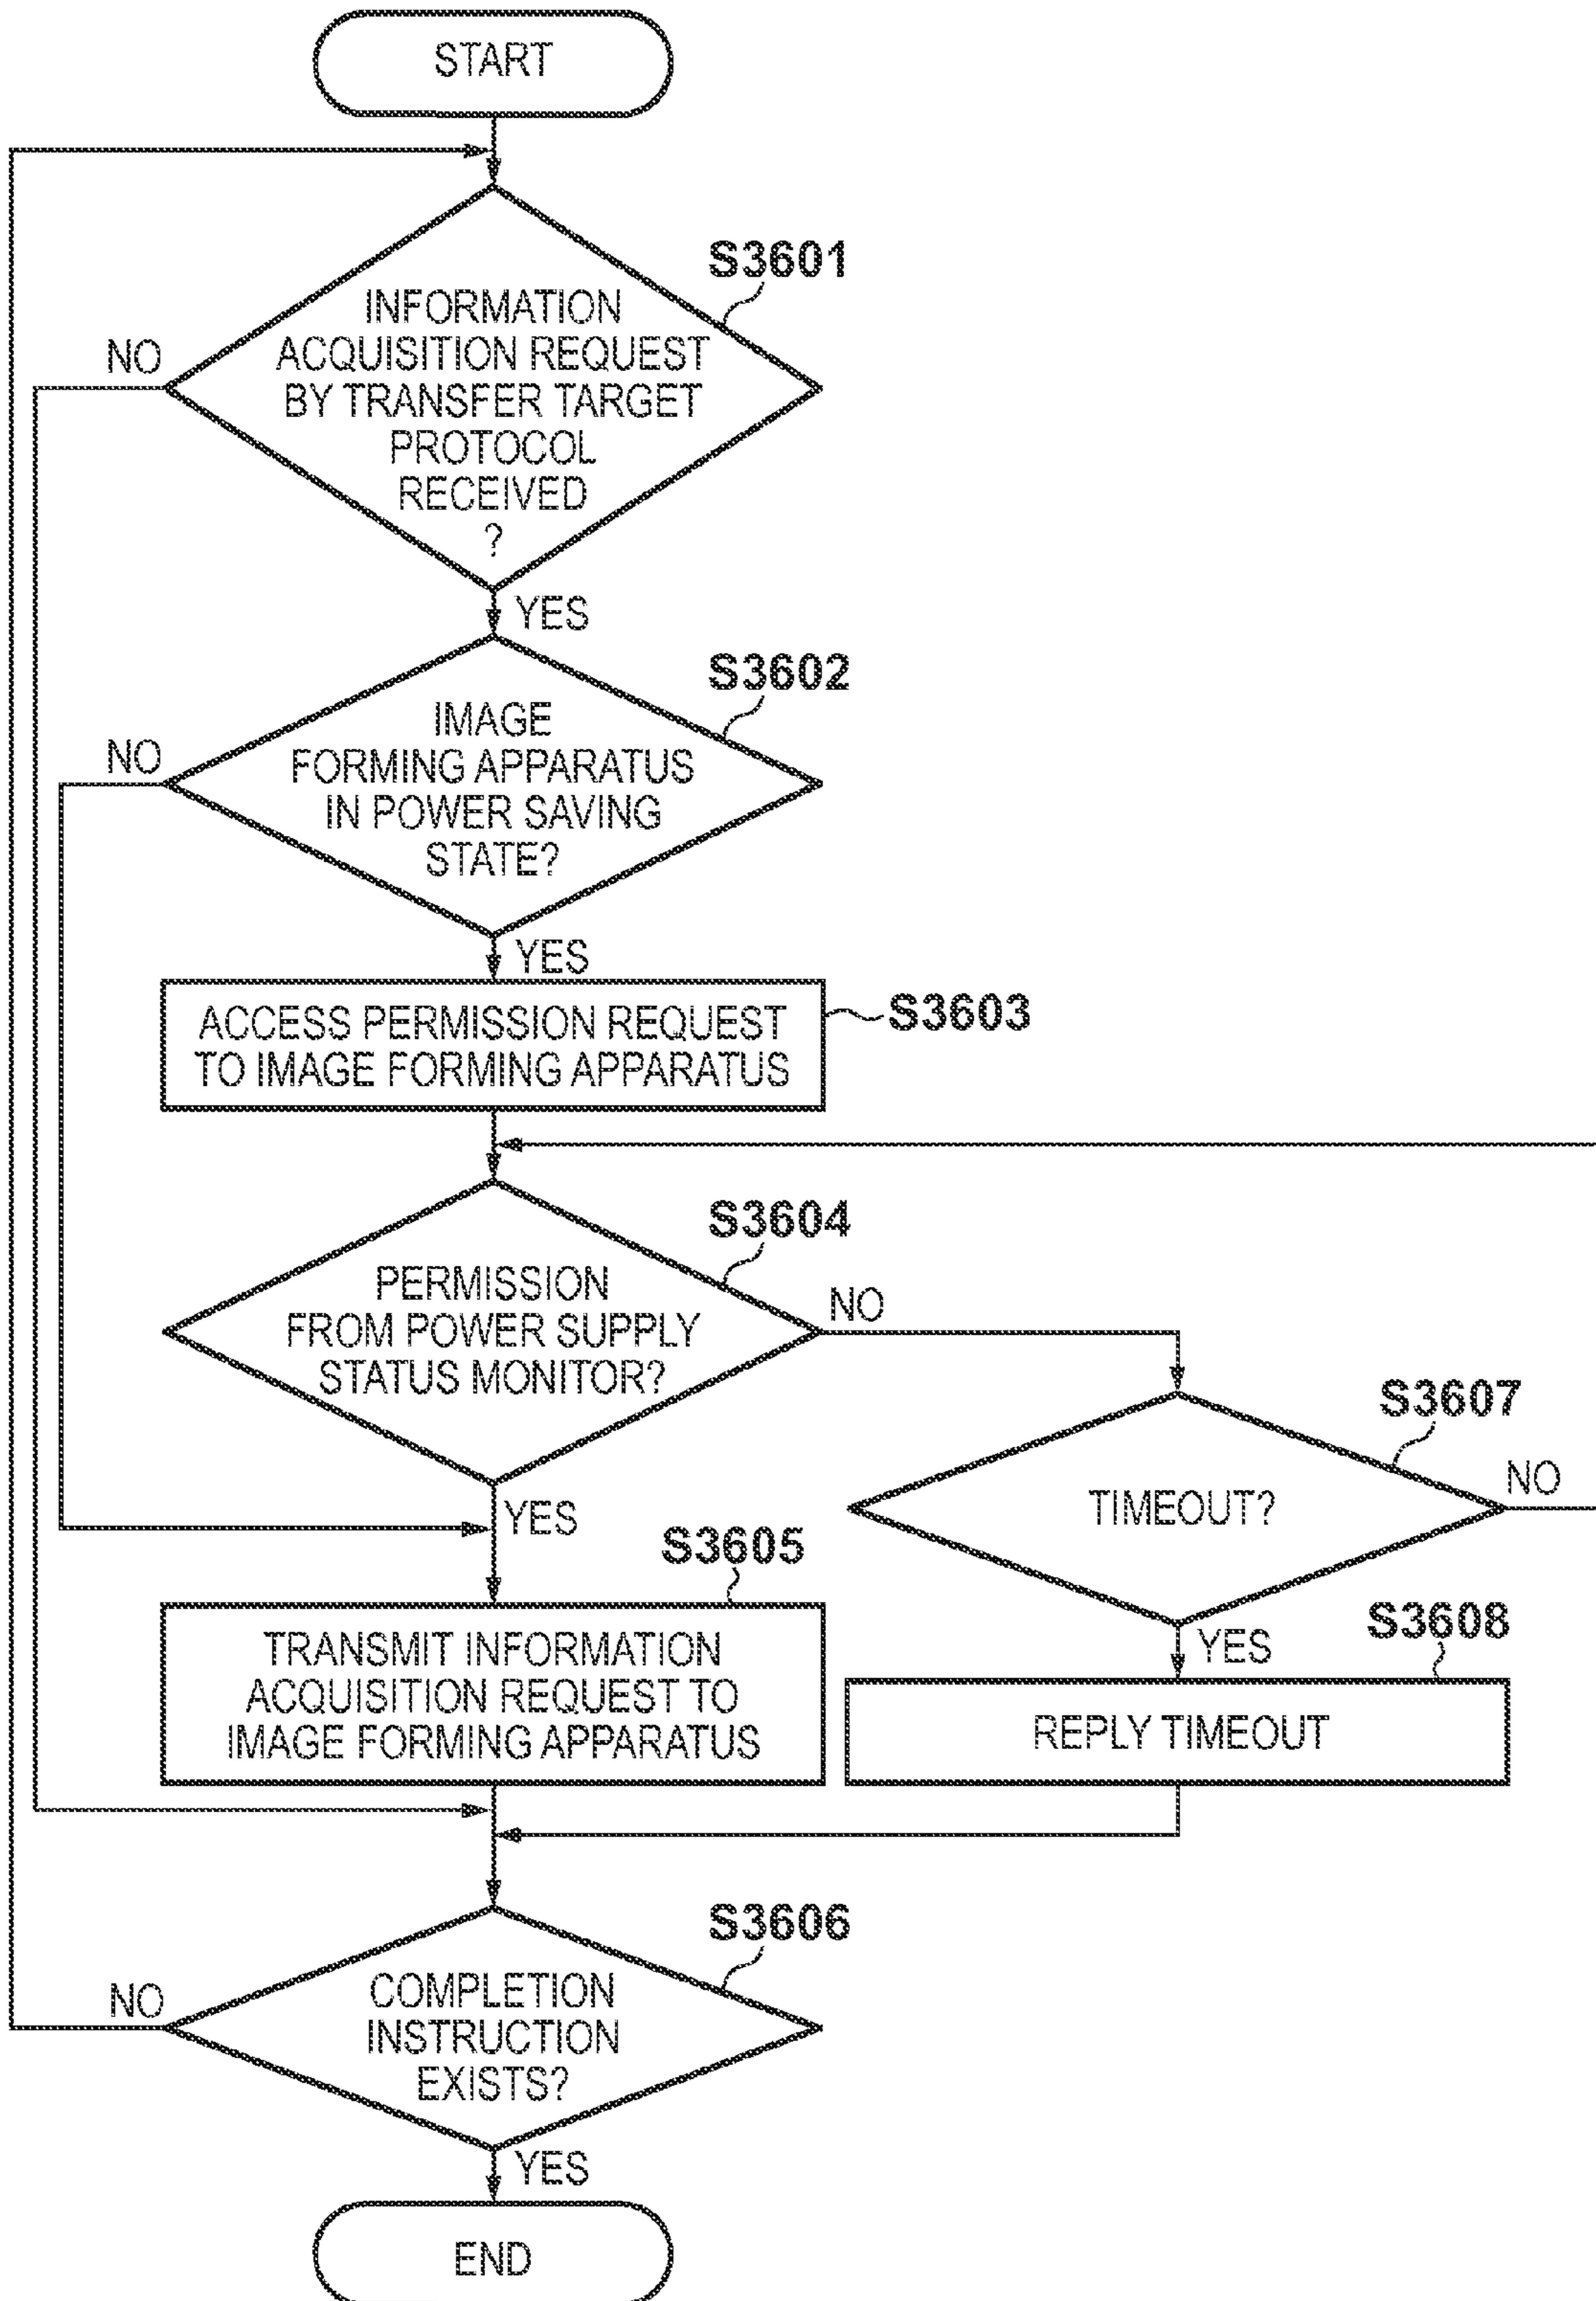 START
S3601
INFORMATION
ACQUISITION REQUEST
BY TRANSFER TARGET
PROTOCOL
RECEIVED
?
NO
YES
S3602
IMAGE
FORMING APPARATUS
IN POWER SAVING
STATE?
NO
YES
ACCESS PERMISSION REQUEST
TO IMAGE FORMING APPARATUS
S3603
S3604
PERMISSION
FROM POWER SUPPLY
STATUS MONITOR?
NO
YES
S3607
TIMEOUT?
NO
YES
S3605
TRANSMIT INFORMATION
ACQUISITION REQUEST TO
IMAGE FORMING APPARATUS
S3608
REPLY TIMEOUT
S3606
COMPLETION
INSTRUCTION
EXISTS?
NO
YES
END